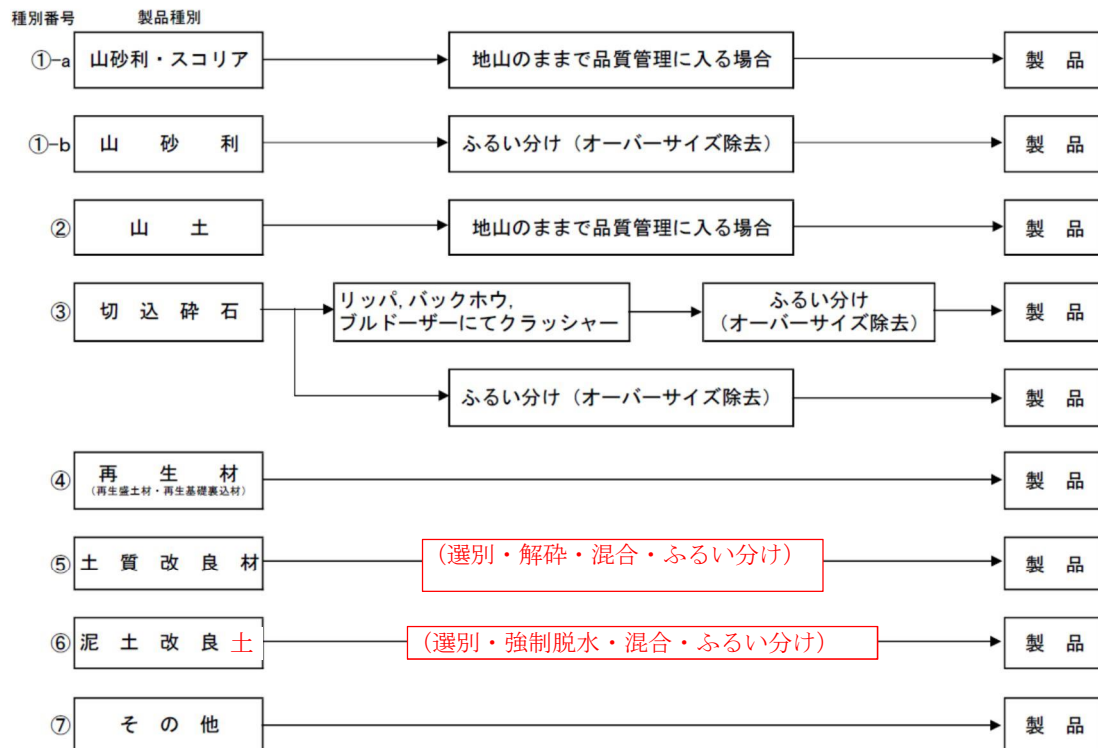 種別番号 製品種別
①-a 山砂利・スコリア 地山のままで品質管理に入る場合 製 品
①-b 山 砂 利 ふるい分け（オーバーサイズ除去） 製 品
② 山 土 地山のままで品質管理に入る場合 製 品
③ 切 込 砕 石 リッパ,バックホウ,
ブルドーザーにてクラッシャー ふるい分け
（オーバーサイズ除去） 製 品
ふるい分け（オーバーサイズ除去） 製 品
④ 再 生 材
（再生盛土材・再生基礎裏込材） 製 品
⑤ 土 質 改 良 材 （選別・解砕・混合・ふるい分け） 製 品
⑥ 泥 土 改 良 土 （選別・強制脱水・混合・ふるい分け） 製 品
⑦ そ の 他 製 品